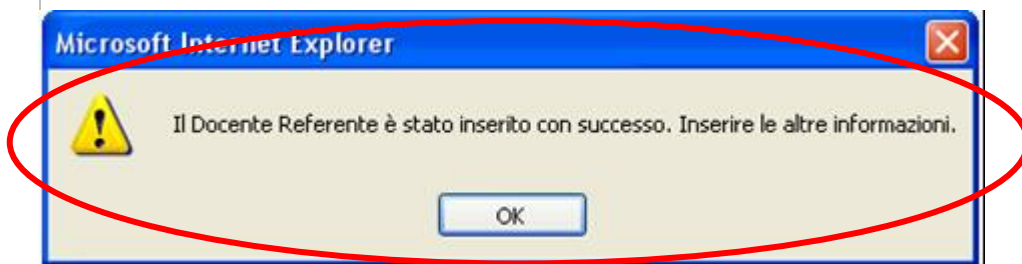 Microsoft Internet Explorer
Il Docente Referente è stato inserito con successo. Inserire le altre informazioni.
OK